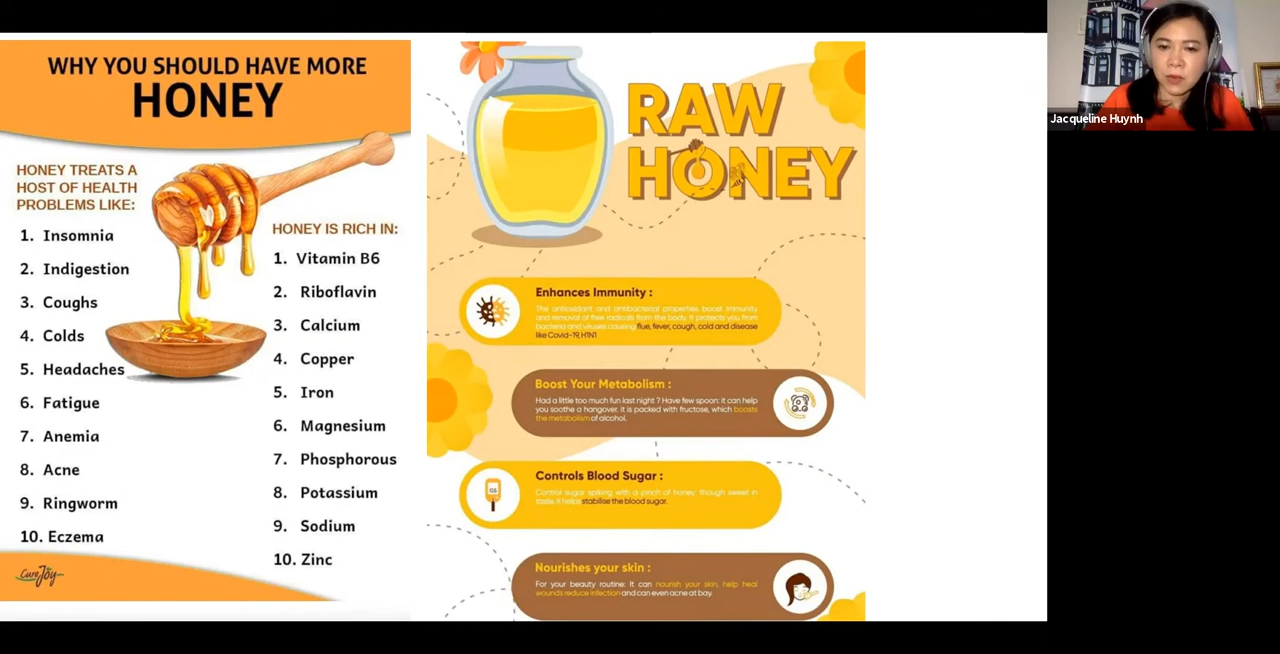 WHY YOU SHOULD HAVE MORE
HONEY
HONEY TREATS A
HOST OF HEALTH
PROBLEMS LIKE:
1. Insomnia
2. Indigestion
3. Coughs
4. Colds
5. Headaches
6. Fatigue
7. Anemia
8. Acne
9. Ringworm
10. Eczema
HONEY IS RICH IN:
1. Vitamin B6
2. Riboflavin
3. Calcium
4. Copper
5. Iron
6. Magnesium
7. Phosphorous
8. Potassium
9. Sodium
10. Zinc
CureJoy
RAW
HONEY
Enhances Immunity :
The antioxidant and antibacterial properties boost immunity
and removal of free radicals from the body. It protects you from
bacteria and viruses causing flue, fever, cough, cold and disease
like Covid-19, H1N1
Boost Your Metabolism :
Had a little too much fun last night ? Have few spoon: it can help
you soothe a hangover. it is packed with fructose, which boosts
the metabolism of alcohol.
Controls Blood Sugar :
Control sugar spiking with a pinch of honey: though sweet in
taste, it helps stabilise the blood sugar.
Nourishes your skin :
For your beauty routine: It can nourish your skin, help heal
wounds reduce infection and can even acne at bay.
Jacqueline Huynh